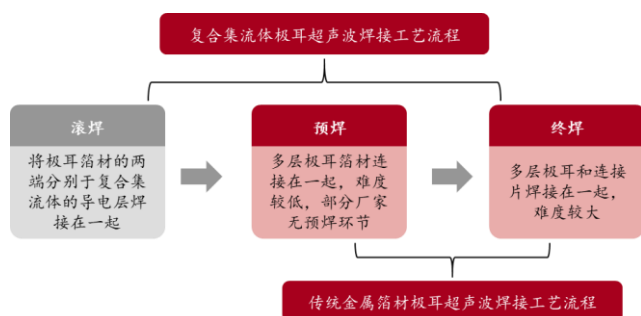 复合集流体极耳超声波焊接工艺流程
滚焊
将极耳箔材的两
端分别于复合集
流体的导电层焊
接在一起
预焊
多层极耳箔材连
接在一起，难度
较低，部分厂家
无预焊环节
终焊
多层极耳和连接
片焊接在一起，
难度较大
传统金属箔材极耳超声波焊接工艺流程